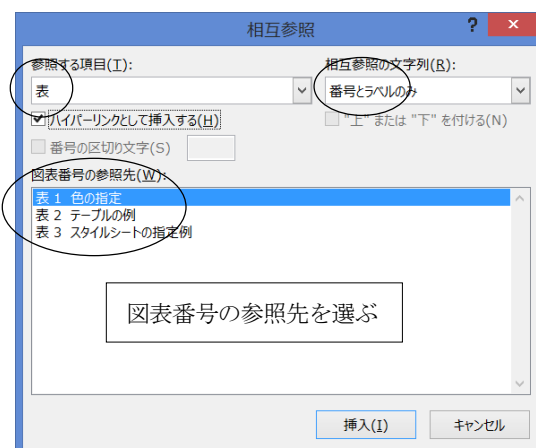 相互参照
? ×
参照する項目(I): 相互参照の文字列(R):
表 番号とラベルのみ
ハイパーリンクとして挿入する(H) "上" または "下" を付ける(N)
番号の区切り文字(S)
図表番号の参照先(W):
表 1 色の指定
表 2 テーブルの例
表 3 スタイルシートの指定例
図表番号の参照先を選ぶ
挿入(I) キャンセル